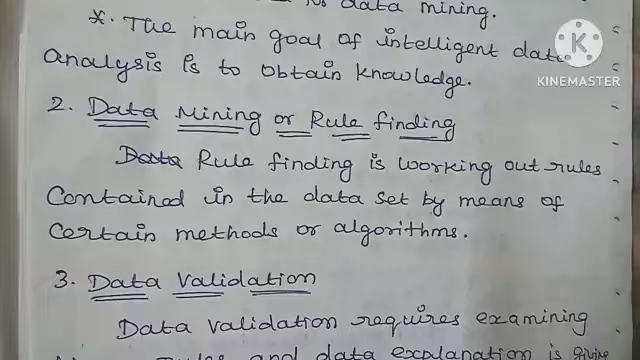 data mining.
*. The main goal of intelligent data
analysis is to obtain knowledge.
KINEMASTER
2. Data Mining or Rule finding
Data Rule finding is working out rules
Contained in the data set by means of
certain methods or algorithms.
3. Data Validation
Data validation requires examining
rules and data explanation is giving